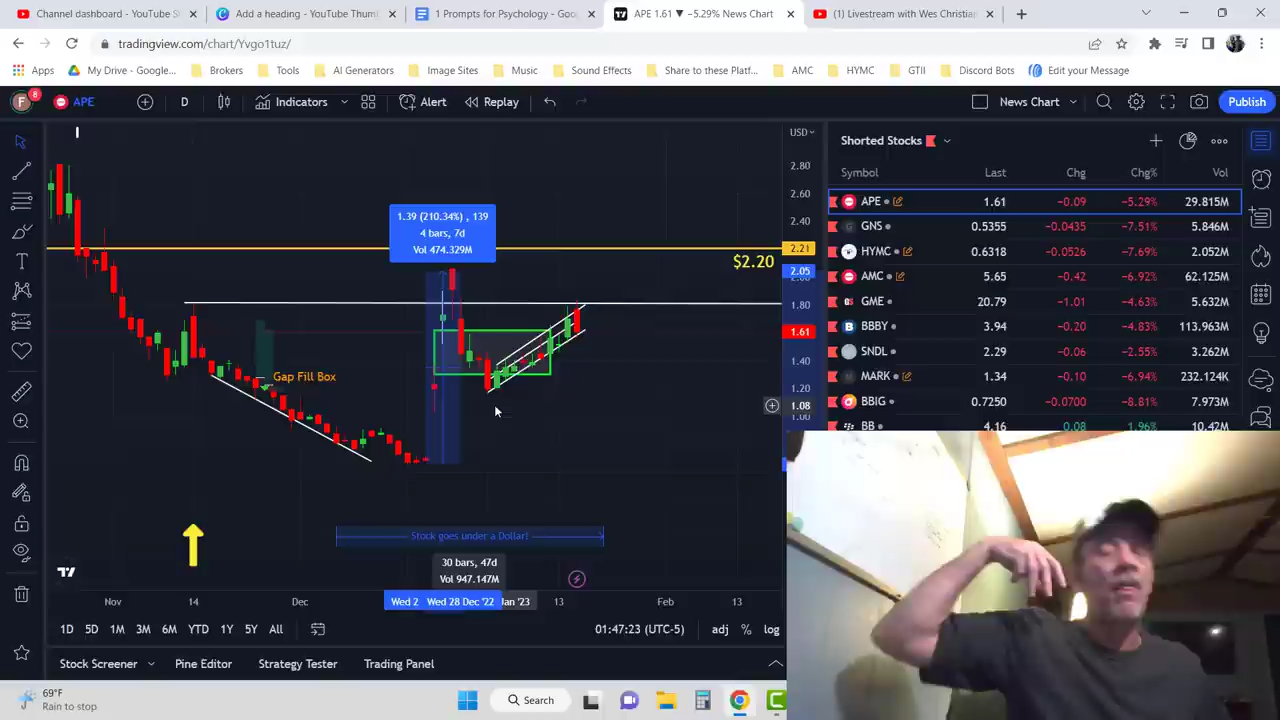 Channel dashboard - YouTube S
Add a heading - YouTube Thum
1 Prompts for Psychology - Goo
APE 1.61 ▼ −5.29% News Chart
(1) Livestream with Wes Christian
tradingview.com/chart/Yvgo1tuz/
Apps
My Drive - Google...
Brokers
Tools
AI Generators
Image Sites
Music
Sound Effects
Share to these Platf...
AMC
HYMC
GTII
Discord Bots
Edit your Message
F
8
APE
D
Indicators
Alert
Replay
News Chart
Publish
USD
Shorted Stocks
Symbol Last Chg Chg% Vol
APE 1.61 −0.09 −5.29% 29.815M
GNS 0.5355 −0.0435 −7.51% 5.846M
HYMC 0.6318 −0.0526 −7.69% 2.052M
AMC 5.65 −0.42 −6.92% 62.125M
GME 20.79 −1.01 −4.63% 5.632M
BBBY 3.94 −0.20 −4.83% 113.963M
SNDL 2.29 −0.06 −2.55% 3.262M
MARK 1.34 −0.10 −6.94% 232.124K
BBIG 0.7250 −0.0700 −8.81% 7.973M
BB 4.16 0.08 1.96% 10.42M
2.80
2.60
2.40
2.21
2.05
1.80
1.61
1.40
1.20
1.08
1.00
1.39 (210.34%) , 139
4 bars, 7d
Vol 474.329M
$2.20
Gap Fill Box
Stock goes under a Dollar!
30 bars, 47d
Vol 947.147M
Nov
14
Dec
Wed 2
Wed 28 Dec '22
Jan '23
13
Feb
13
1D 5D 1M 3M 6M YTD 1Y 5Y All
01:47:23 (UTC-5)
adj % log
Stock Screener
Pine Editor
Strategy Tester
Trading Panel
69°F
Rain to stop
Search